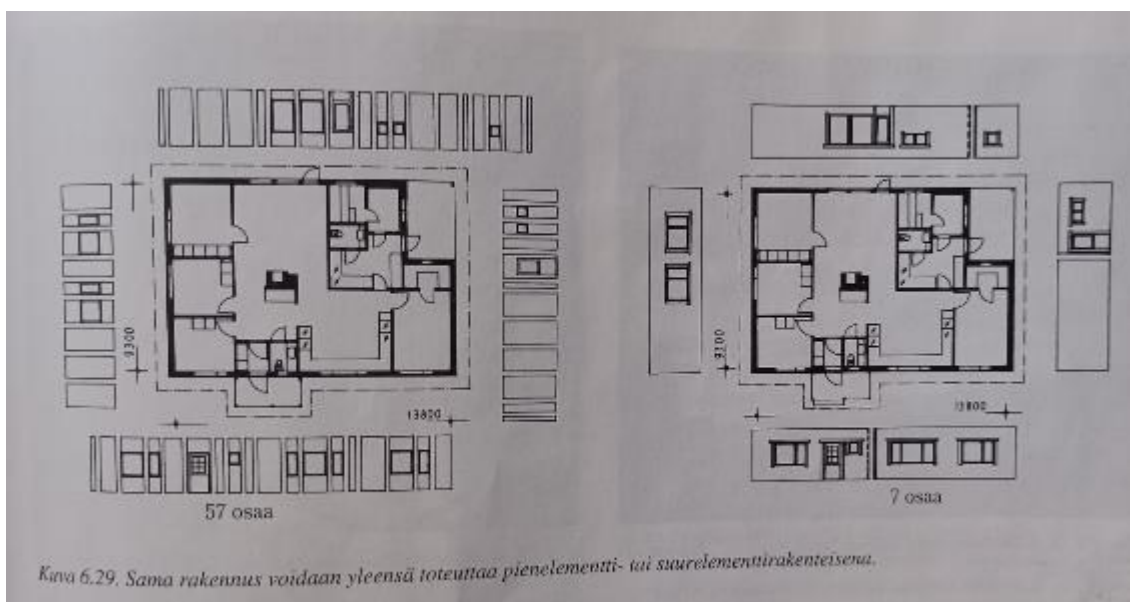 9300
13800
57 osaa
9300
13800
7 osaa
Kuva 6.29. Sama rakennus voidaan yleensä toteuttaa pienelementti- tai suurelementtirakenteisena.